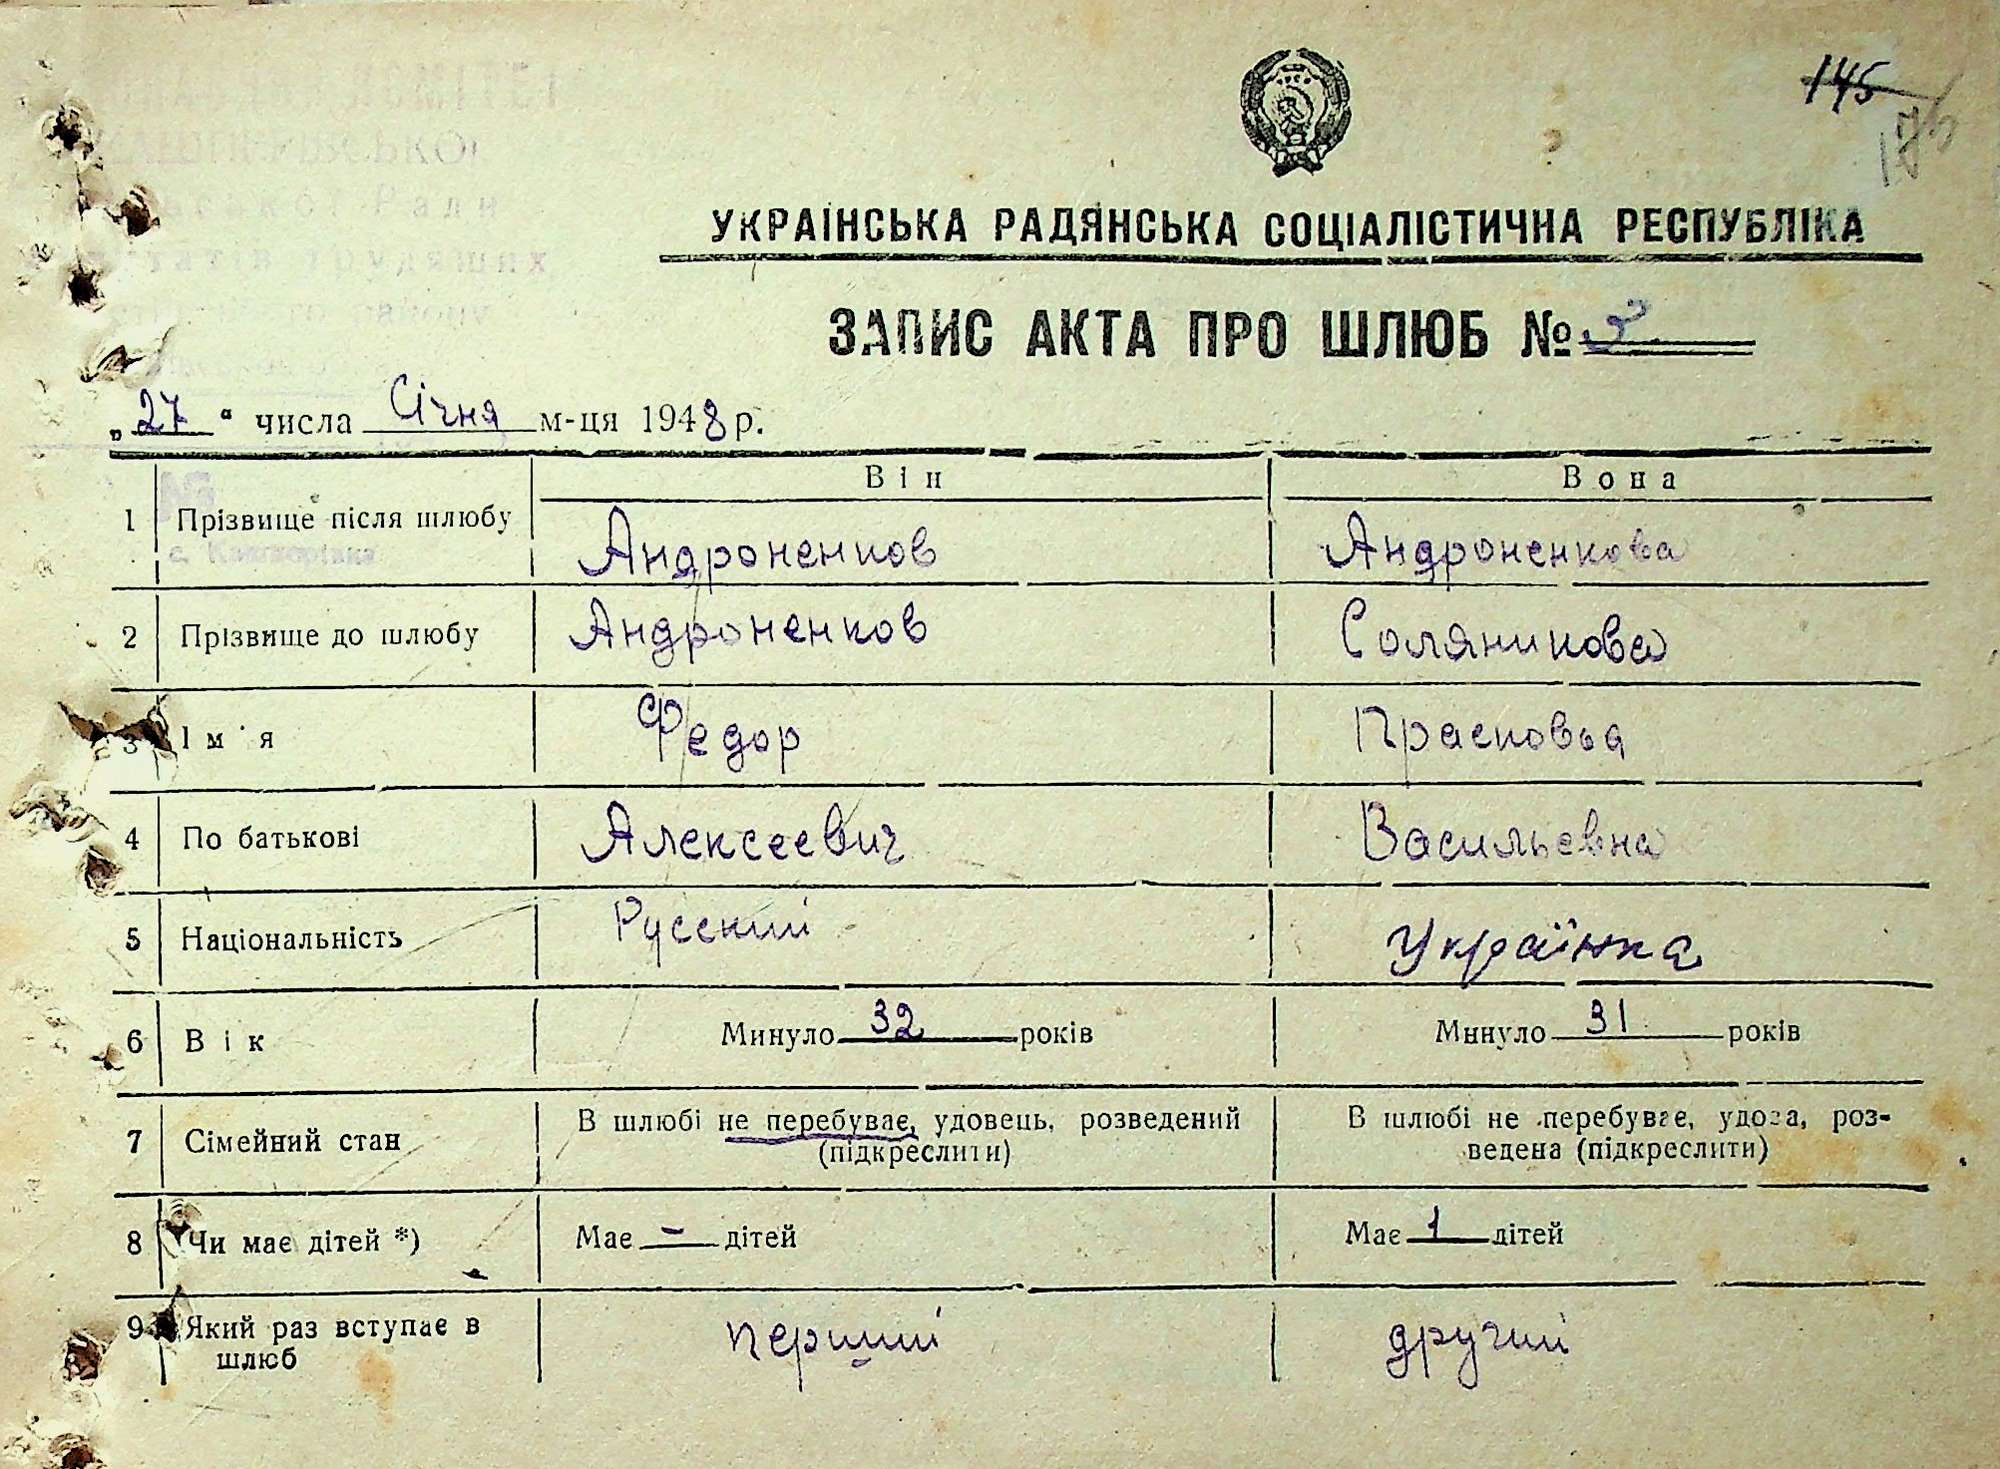 145
УКРАЇНСЬКА РАДЯНСЬКА СОЦІАЛІСТИЧНА РЕСПУБЛІКА
ЗАПИС АКТА ПРО ШЛЮБ №
„27“ числа Січня м-ця 1948 р.
Він Вона
1 Прізвище після шлюбу Андроненков Андроненкова
2 Прізвище до шлюбу Андроненков Соляникова
3 Ім'я Федор Прасковья
4 По батькові Алексеевич Васильевна
5 Національність Русский Українка
6 Вік Минуло 32 років Минуло 31 років
7 Сімейний стан В шлюбі не перебуває, удовець, розведений В шлюбі не перебуває, удова, роз-
(підкреслити) ведена (підкреслити)
8 Чи має дітей *) Має - дітей Має 1 дітей
9 Який раз вступає в перший другий
шлюб